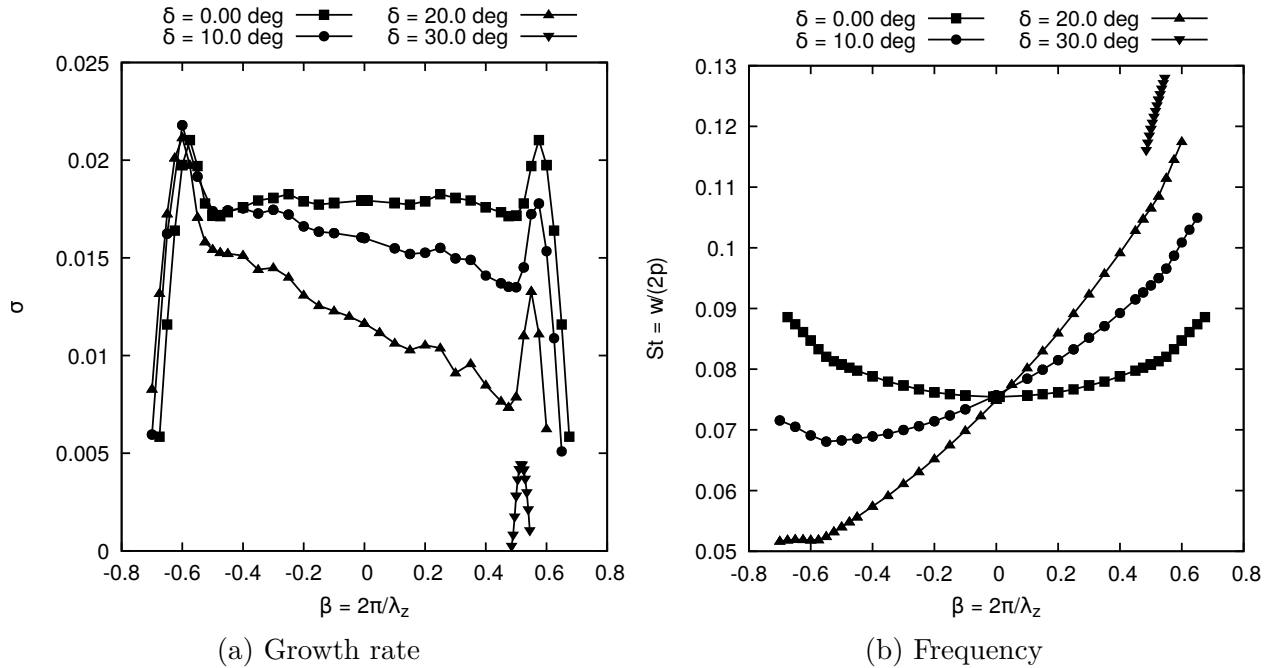 δ = 0.00 deg
δ = 20.0 deg
δ = 10.0 deg
δ = 30.0 deg
0.025
0.02
0.015
0.01
0.005
0
σ
-0.8 -0.6 -0.4 -0.2 0 0.2 0.4 0.6 0.8
β = 2π/λz
(a) Growth rate
δ = 0.00 deg
δ = 20.0 deg
δ = 10.0 deg
δ = 30.0 deg
0.13
0.12
0.11
0.1
0.09
0.08
0.07
0.06
0.05
St = w/(2p)
-0.8 -0.6 -0.4 -0.2 0 0.2 0.4 0.6 0.8
β = 2π/λz
(b) Frequency